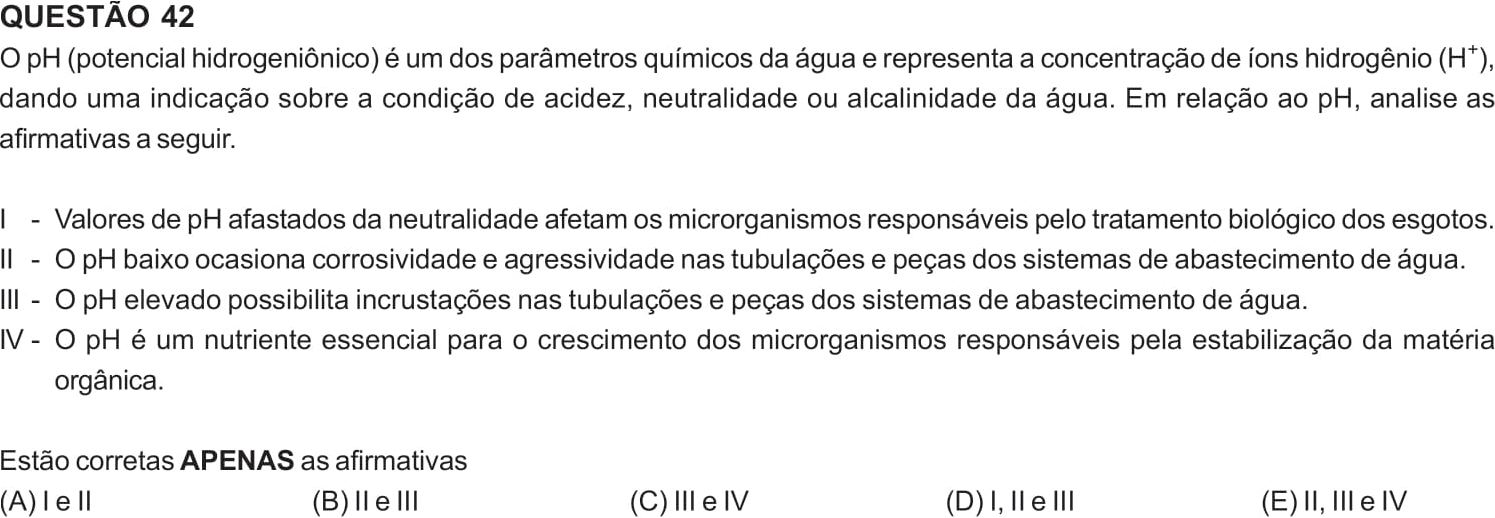 QUESTÃO 42
O pH (potencial hidrogeniônico) é um dos parâmetros químicos da água e representa a concentração de íons hidrogênio (H⁺),
dando uma indicação sobre a condição de acidez, neutralidade ou alcalinidade da água. Em relação ao pH, analise as
afirmativas a seguir.
I - Valores de pH afastados da neutralidade afetam os microrganismos responsáveis pelo tratamento biológico dos esgotos.
II - O pH baixo ocasiona corrosividade e agressividade nas tubulações e peças dos sistemas de abastecimento de água.
III - O pH elevado possibilita incrustações nas tubulações e peças dos sistemas de abastecimento de água.
IV - O pH é um nutriente essencial para o crescimento dos microrganismos responsáveis pela estabilização da matéria
orgânica.
Estão corretas APENAS as afirmativas
(A) I e II (B) II e III (C) III e IV (D) I, II e III (E) II, III e IV